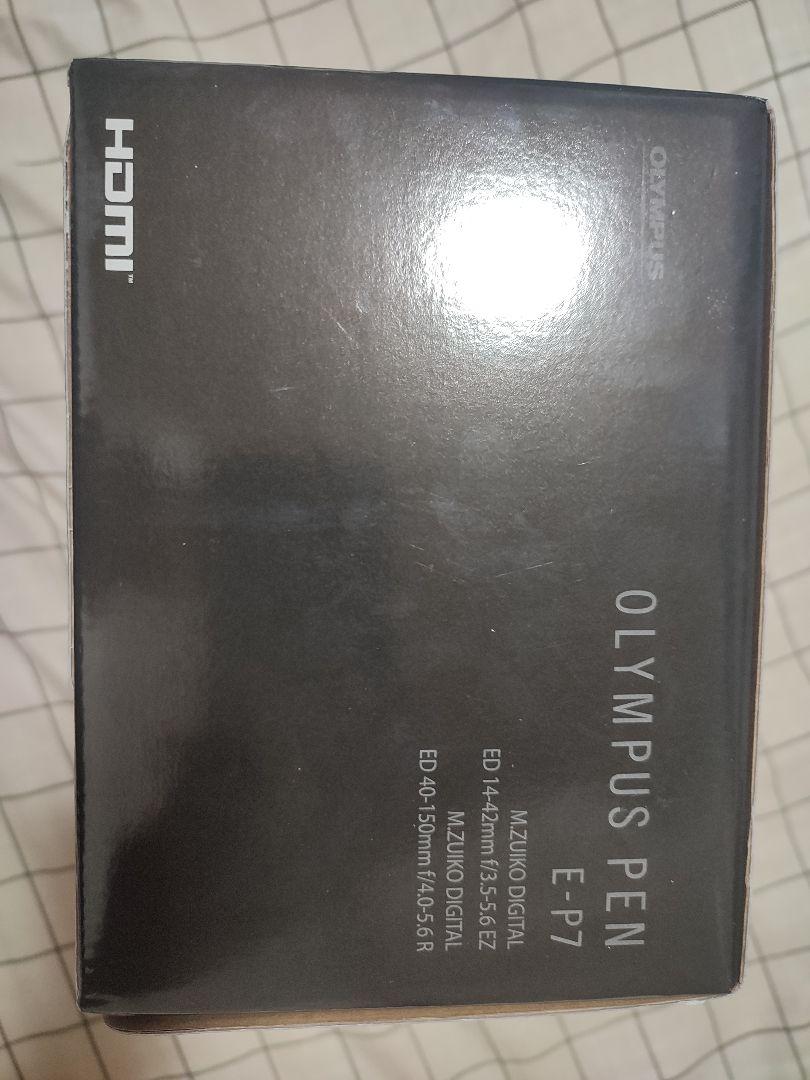 OLYMPUS
OLYMPUS PEN
E-P7
M.ZUIKO DIGITAL
ED 14-42mm f/3.5-5.6 EZ
M.ZUIKO DIGITAL
ED 40-150mm f/4.0-5.6 R
HDMI™